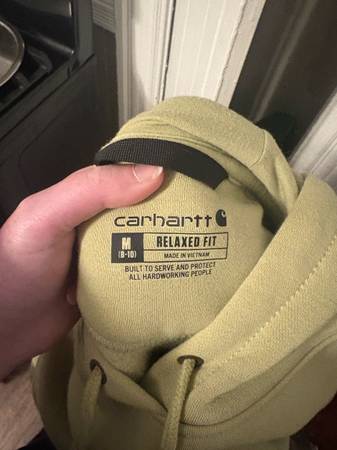 carhartt
M
(8-10)
RELAXED FIT
MADE IN VIETNAM
BUILT TO SERVE AND PROTECT
ALL HARDWORKING PEOPLE